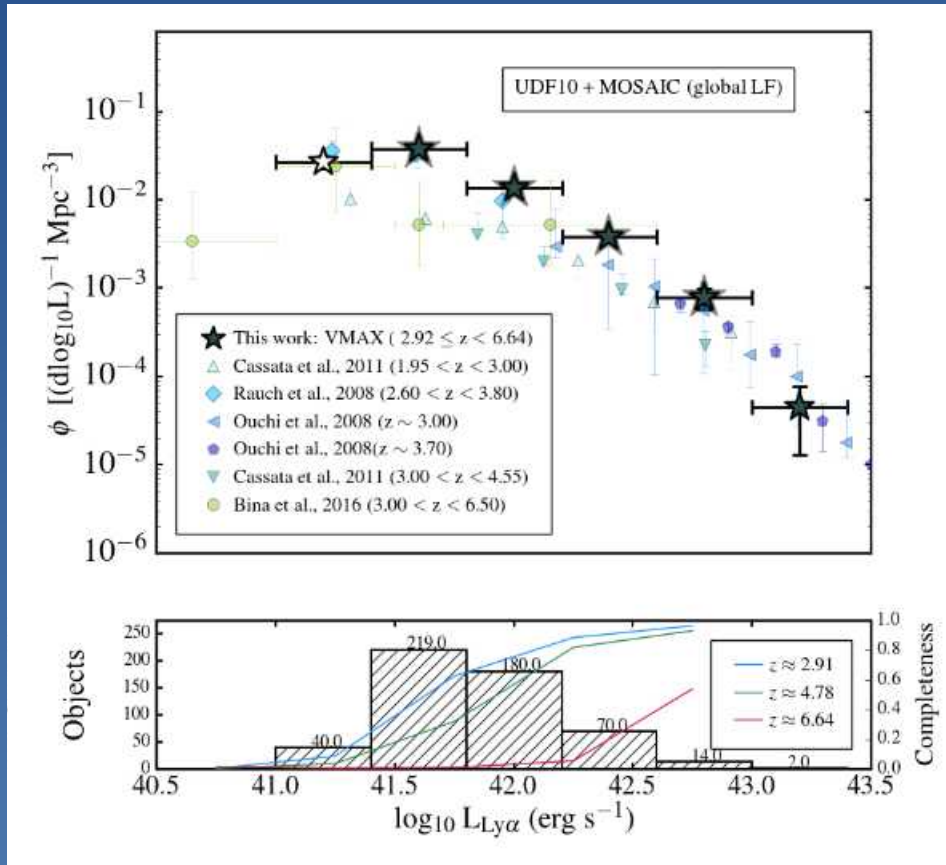 UDF10 + MOSAIC (global LF)
10⁻¹
10⁻²
10⁻³
10⁻⁴
10⁻⁵
10⁻⁶
ϕ [(dlog₁₀L)⁻¹ Mpc⁻³]
This work: VMAX ( 2.92 ≤ z < 6.64)
Cassata et al., 2011 (1.95 < z < 3.00)
Rauch et al., 2008 (2.60 < z < 3.80)
Ouchi et al., 2008 (z ∼ 3.00)
Ouchi et al., 2008(z ∼ 3.70)
Cassata et al., 2011 (3.00 < z < 4.55)
Bina et al., 2016 (3.00 < z < 6.50)
250
200
150
100
50
0
Objects
40.0
219.0
180.0
70.0
14.0
2.0
z ≈ 2.91
z ≈ 4.78
z ≈ 6.64
1.0
0.8
0.6
0.4
0.2
0.0
Completeness
40.5 41.0 41.5 42.0 42.5 43.0 43.5
log₁₀ L_Lyα (erg s⁻¹)